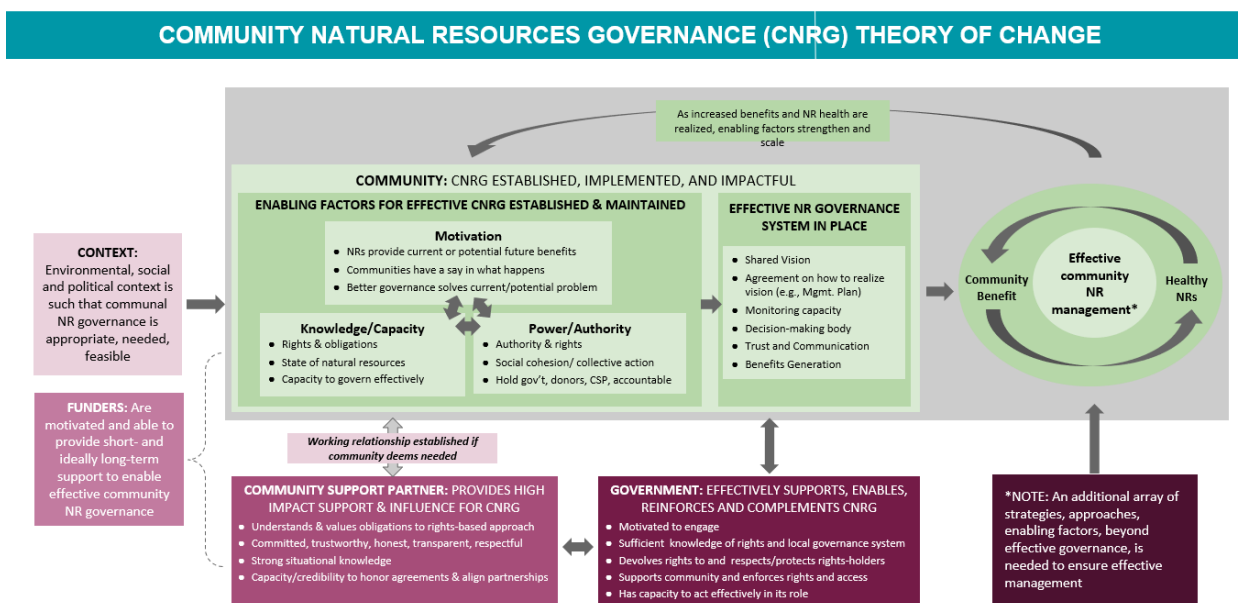 COMMUNITY NATURAL RESOURCES GOVERNANCE (CNRG) THEORY OF CHANGE
As increased benefits and NR health are
realized, enabling factors strengthen and
scale
COMMUNITY: CNRG ESTABLISHED, IMPLEMENTED, AND IMPACTFUL
ENABLING FACTORS FOR EFFECTIVE CNRG ESTABLISHED & MAINTAINED
Motivation
• NRs provide current or potential future benefits
• Communities have a say in what happens
• Better governance solves current/potential problem
Knowledge/Capacity
• Rights & obligations
• State of natural resources
• Capacity to govern effectively
Power/Authority
• Authority & rights
• Social cohesion/ collective action
• Hold gov't, donors, CSP, accountable
EFFECTIVE NR GOVERNANCE
SYSTEM IN PLACE
• Shared Vision
• Agreement on how to realize
vision (e.g., Mgmt. Plan)
• Monitoring capacity
• Decision-making body
• Trust and Communication
• Benefits Generation
Community
Benefit
Effective
community
NR
management*
Healthy
NRs
CONTEXT:
Environmental, social
and political context is
such that communal
NR governance is
appropriate, needed,
feasible
FUNDERS: Are
motivated and able to
provide short- and
ideally long-term
support to enable
effective community
NR governance
Working relationship established if
community deems needed
COMMUNITY SUPPORT PARTNER: PROVIDES HIGH
IMPACT SUPPORT & INFLUENCE FOR CNRG
• Understands & values obligations to rights-based approach
• Committed, trustworthy, honest, transparent, respectful
• Strong situational knowledge
• Capacity/credibility to honor agreements & align partnerships
GOVERNMENT: EFFECTIVELY SUPPORTS, ENABLES,
REINFORCES AND COMPLEMENTS CNRG
• Motivated to engage
• Sufficient knowledge of rights and local governance system
• Devolves rights to and respects/protects rights-holders
• Supports community and enforces rights and access
• Has capacity to act effectively in its role
*NOTE: An additional array of
strategies, approaches,
enabling factors, beyond
effective governance, is
needed to ensure effective
management